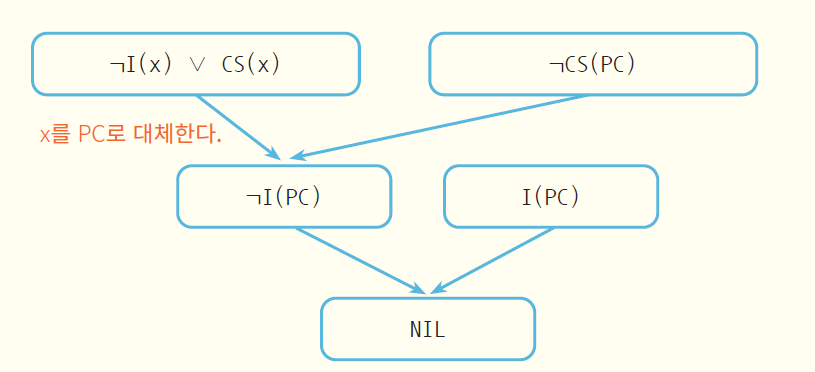 ¬I(x) ∨ CS(x)
¬CS(PC)
x를 PC로 대체한다.
¬I(PC)
I(PC)
NIL